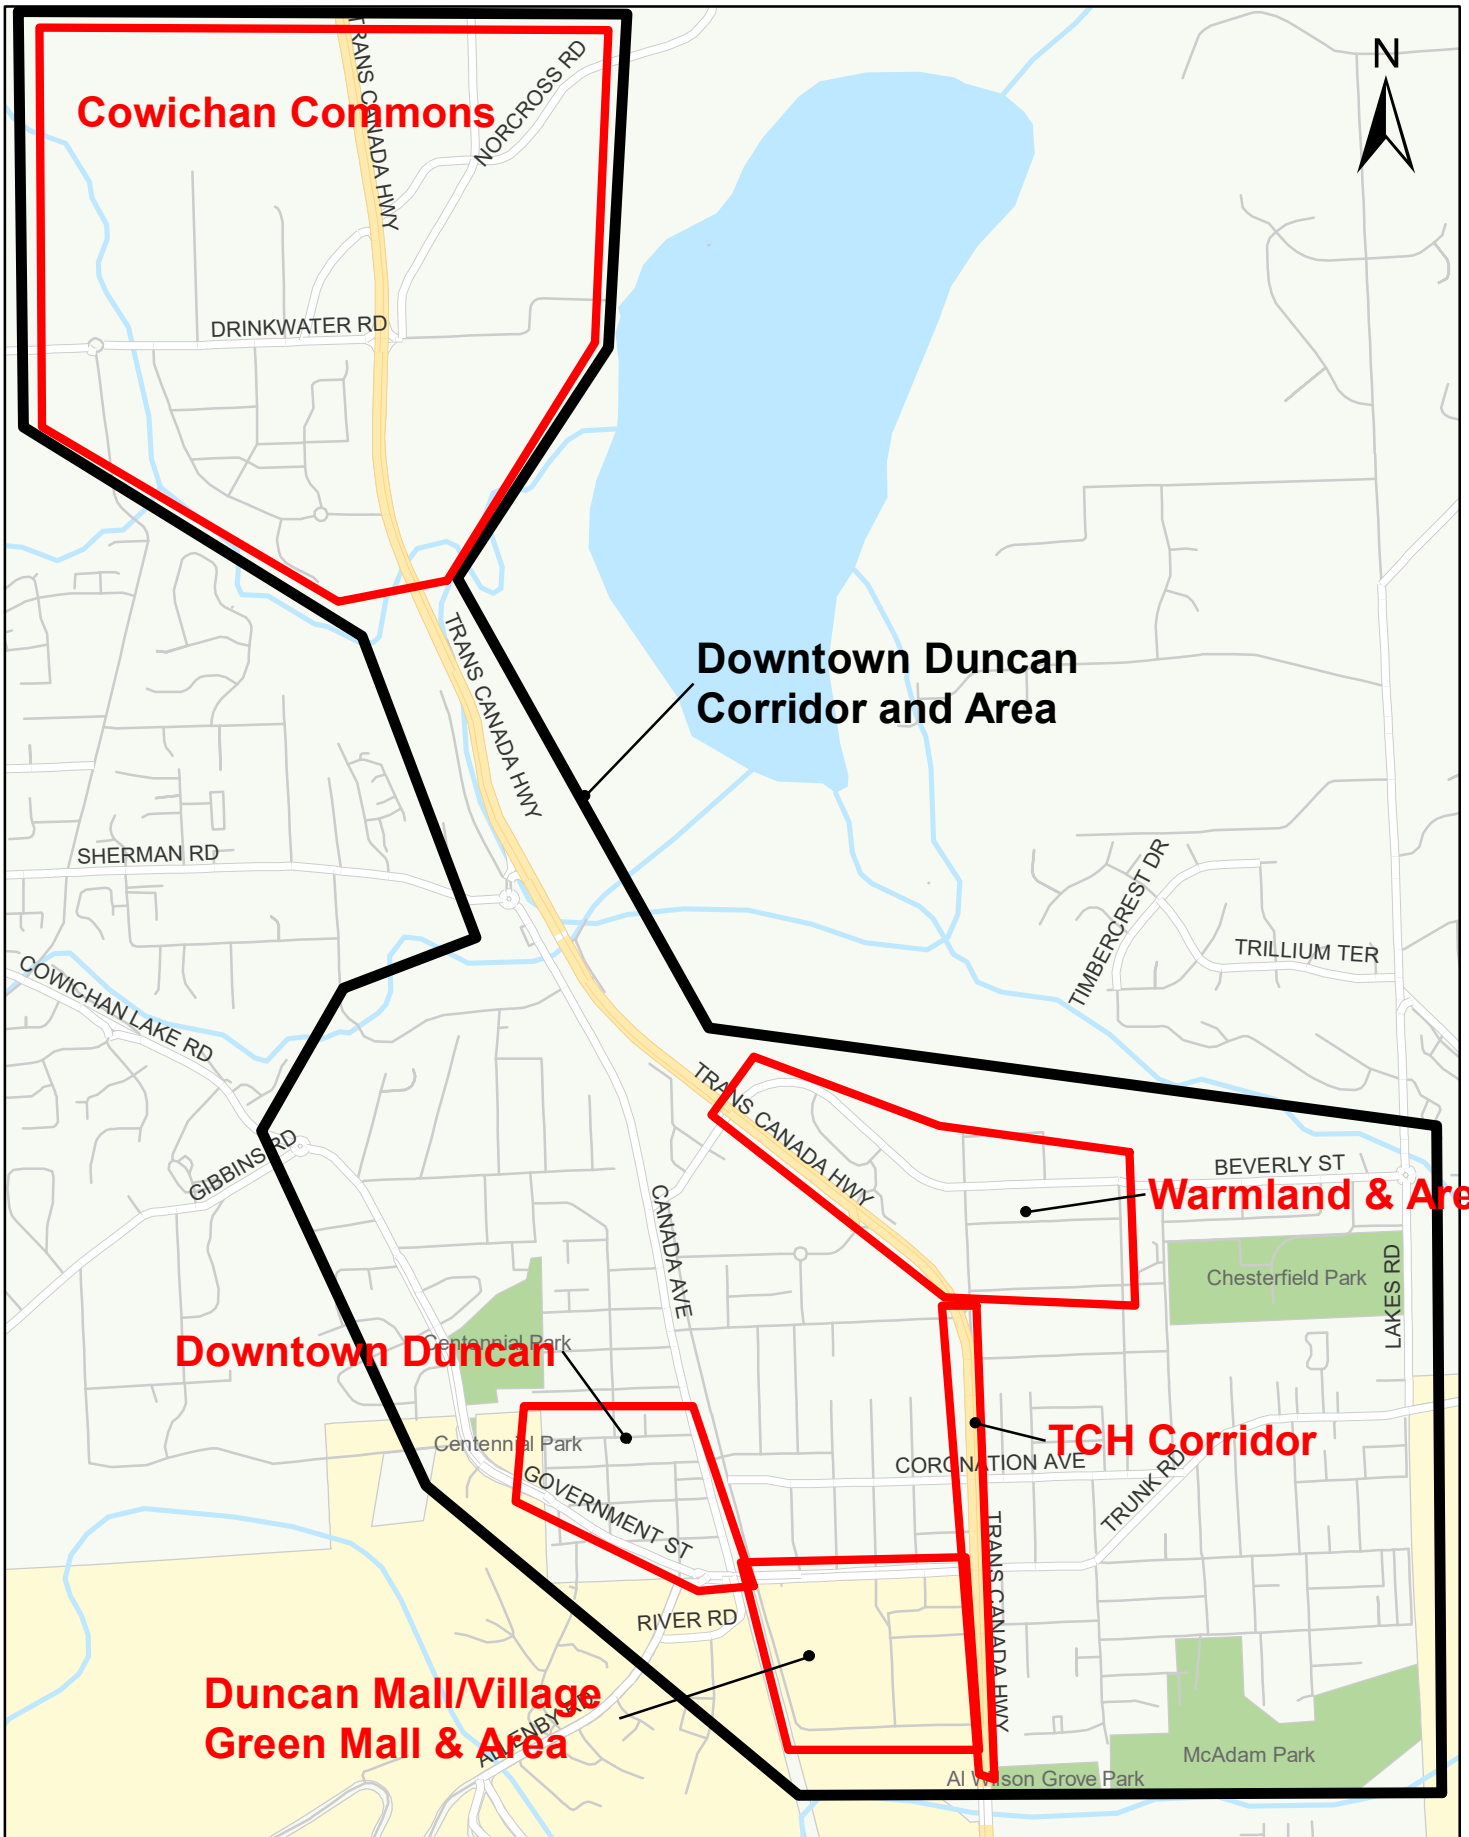 N
TRANS CANADA HWY
NORCROSS RD
Cowichan Commons
DRINKWATER RD
TRANS CANADA HWY
Downtown Duncan
Corridor and Area
SHERMAN RD
TIMBERCREST DR
TRILLIUM TER
COWICHAN LAKE RD
TRANS CANADA HWY
GIBBINS RD
BEVERLY ST
Warmland & Are
CANADA AVE
Chesterfield Park
LAKES RD
Centennial Park
Downtown Duncan
Centennial Park
TCH Corridor
CORONATION AVE
TRUNK RD
GOVERNMENT ST
TRANS CANADA HWY
RIVER RD
Duncan Mall/Village
Green Mall & Area
ALLENBY RD
McAdam Park
Al Wilson Grove Park